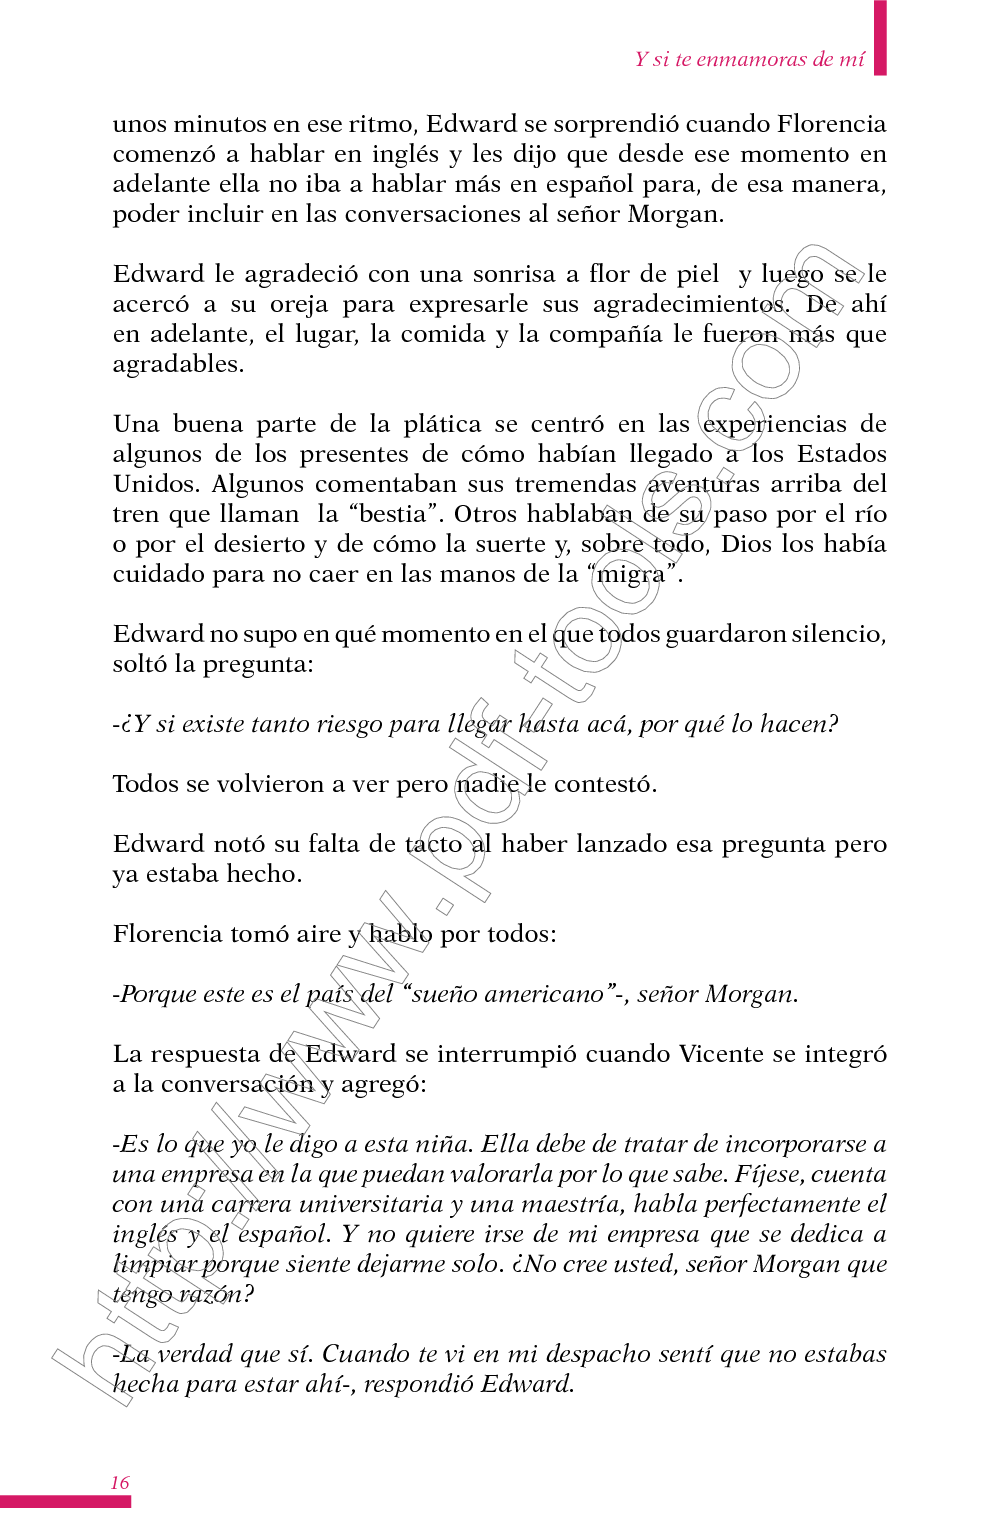 Y si te enmamoras de mí
unos minutos en ese ritmo, Edward se sorprendió cuando Florencia
comenzó a hablar en inglés y les dijo que desde ese momento en
adelante ella no iba a hablar más en español para, de esa manera,
poder incluir en las conversaciones al señor Morgan.
Edward le agradeció con una sonrisa a flor de piel  y luego se le
acercó a su oreja para expresarle sus agradecimientos. De ahí
en adelante, el lugar, la comida y la compañía le fueron más que
agradables.
Una buena parte de la plática se centró en las experiencias de
algunos de los presentes de cómo habían llegado a los Estados
Unidos. Algunos comentaban sus tremendas aventuras arriba del
tren que llaman  la “bestia”. Otros hablaban de su paso por el río
o por el desierto y de cómo la suerte y, sobre todo, Dios los había
cuidado para no caer en las manos de la “migra”.
Edward no supo en qué momento en el que todos guardaron silencio,
soltó la pregunta:
-¿Y si existe tanto riesgo para llegar hasta acá, por qué lo hacen?
Todos se volvieron a ver pero nadie le contestó.
Edward notó su falta de tacto al haber lanzado esa pregunta pero
ya estaba hecho.
Florencia tomó aire y hablo por todos:
-Porque este es el país del “sueño americano”-, señor Morgan.
La respuesta de Edward se interrumpió cuando Vicente se integró
a la conversación y agregó:
-Es lo que yo le digo a esta niña. Ella debe de tratar de incorporarse a
una empresa en la que puedan valorarla por lo que sabe. Fíjese, cuenta
con una carrera universitaria y una maestría, habla perfectamente el
inglés y el español. Y no quiere irse de mi empresa que se dedica a
limpiar porque siente dejarme solo. ¿No cree usted, señor Morgan que
tengo razón?
-La verdad que sí. Cuando te vi en mi despacho sentí que no estabas
hecha para estar ahí-, respondió Edward.
16
http://www.pdf-tools.com